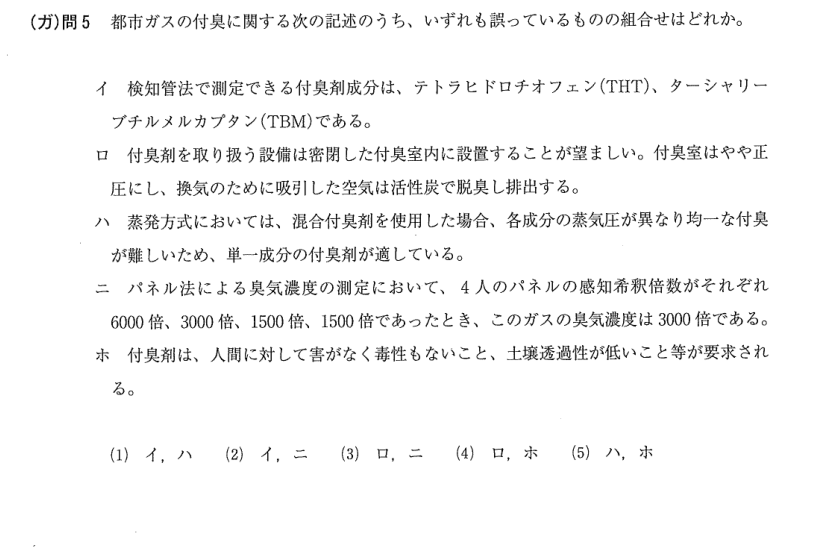 (ガ)問5 都市ガスの付臭に関する次の記述のうち、いずれも誤っているものの組合せはどれか。
イ 検知管法で測定できる付臭剤成分は、テトラヒドロチオフェン(THT)、ターシャリー
ブチルメルカプタン(TBM)である。
ロ 付臭剤を取り扱う設備は密閉した付臭室内に設置することが望ましい。付臭室はやや正
圧にし、換気のために吸引した空気は活性炭で脱臭し排出する。
ハ 蒸発方式においては、混合付臭剤を使用した場合、各成分の蒸気圧が異なり均一な付臭
が難しいため、単一成分の付臭剤が適している。
ニ パネル法による臭気濃度の測定において、4人のパネルの感知希釈倍数がそれぞれ
6000倍、3000倍、1500倍、1500倍であったとき、このガスの臭気濃度は3000倍である。
ホ 付臭剤は、人間に対して害がなく毒性もないこと、土壌透過性が低いこと等が要求され
る。
(1) イ, ハ (2) イ, ニ (3) ロ, ニ (4) ロ, ホ (5) ハ, ホ